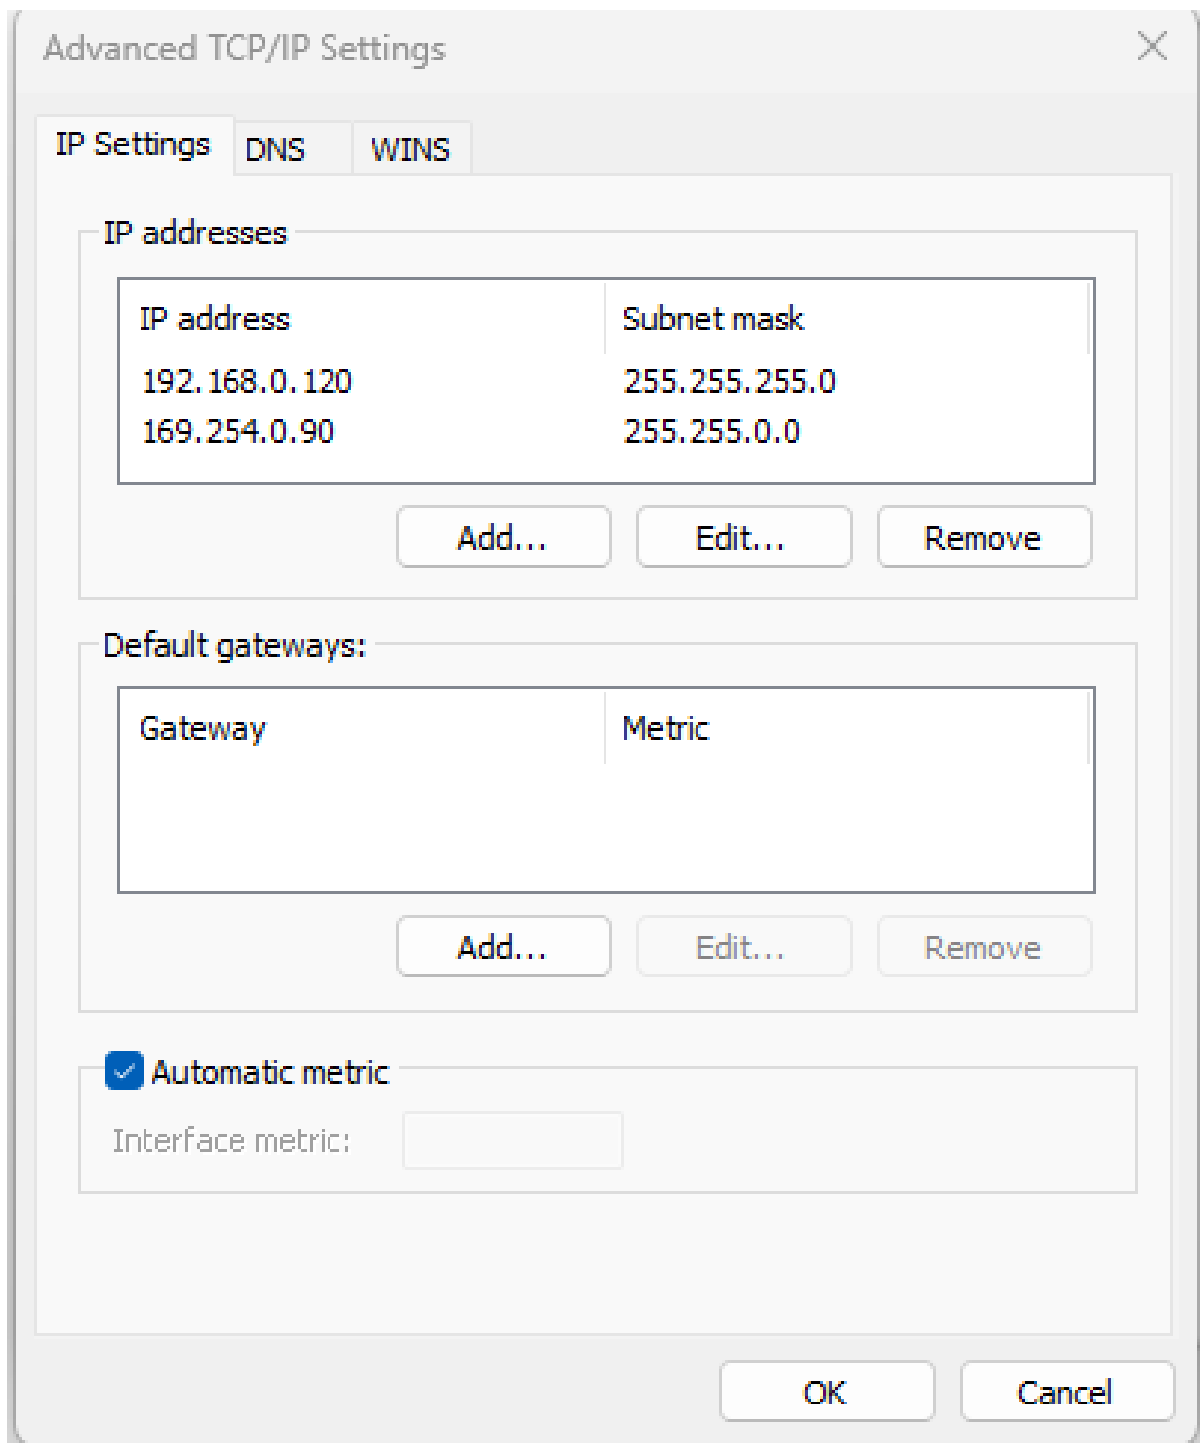 Advanced TCP/IP Settings
IP Settings DNS WINS
IP addresses
IP address Subnet mask
192.168.0.120 255.255.255.0
169.254.0.90 255.255.0.0
Add... Edit... Remove
Default gateways:
Gateway Metric
Add... Edit... Remove
Automatic metric
Interface metric:
OK Cancel